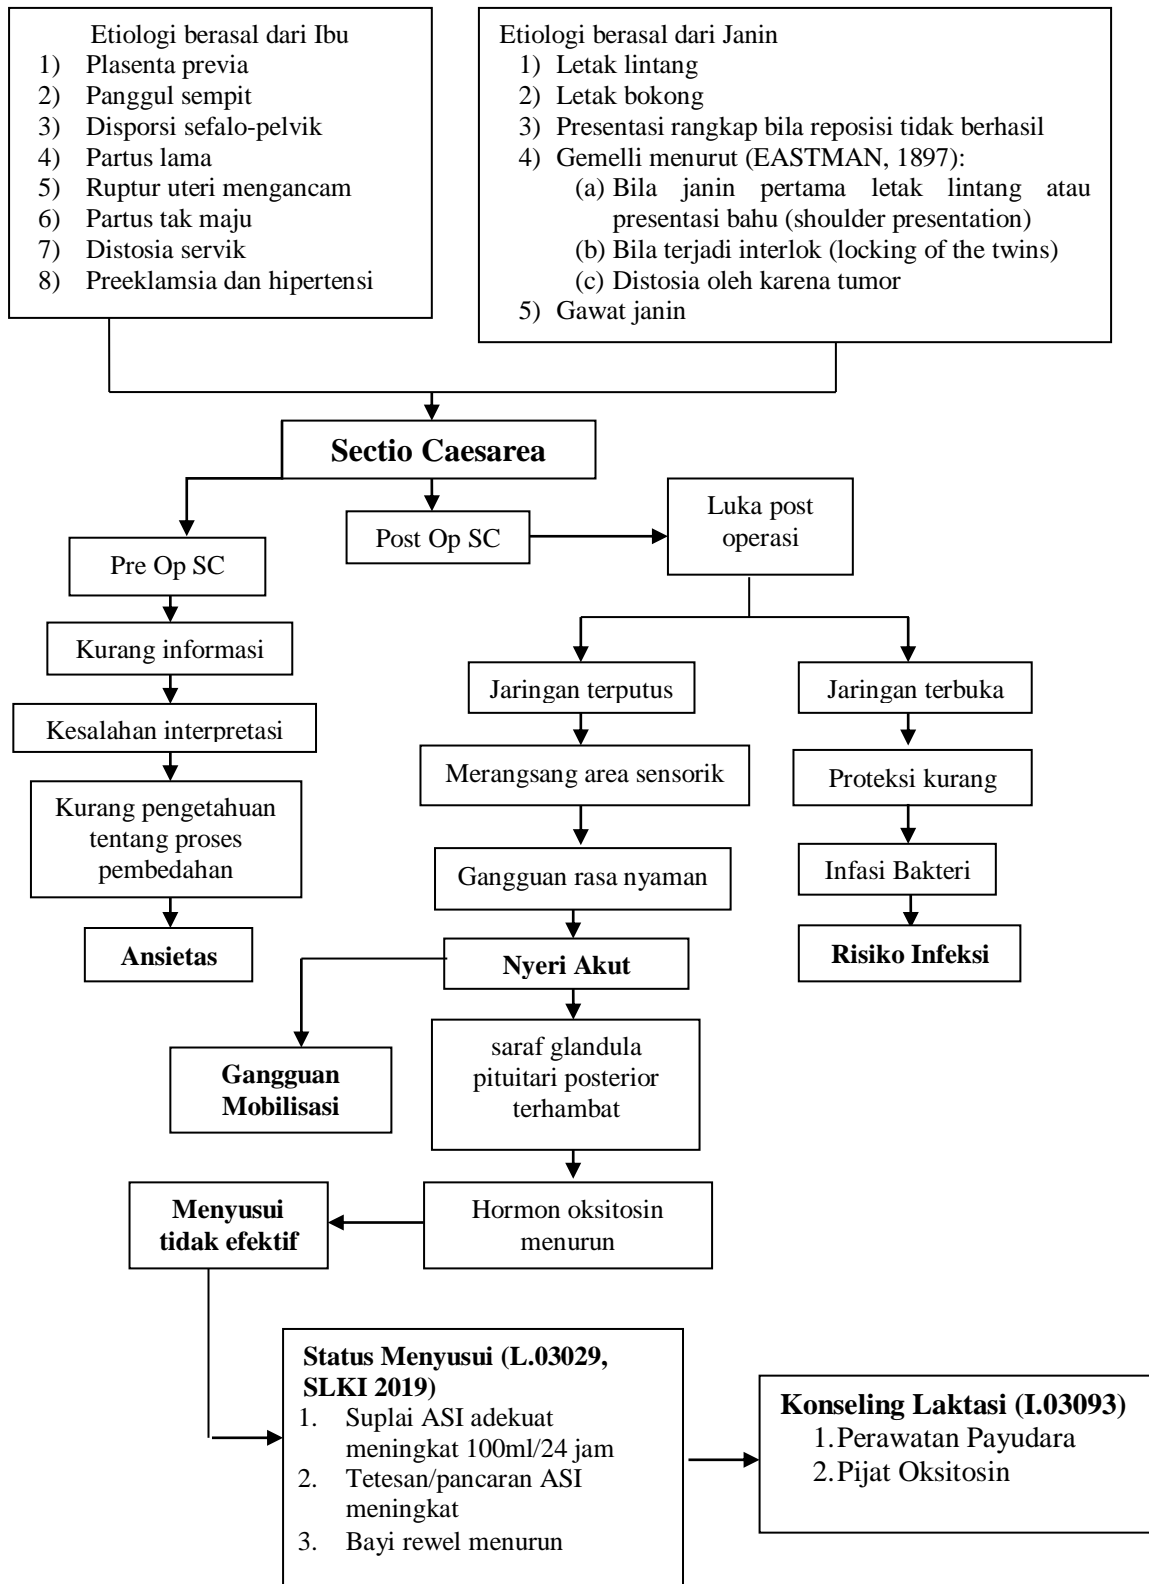 Etiologi berasal dari Ibu
1) Plasenta previa
2) Panggul sempit
3) Disporsi sefalo-pelvik
4) Partus lama
5) Ruptur uteri mengancam
6) Partus tak maju
7) Distosia servik
8) Preeklamsia dan hipertensi
Etiologi berasal dari Janin
1) Letak lintang
2) Letak bokong
3) Presentasi rangkap bila reposisi tidak berhasil
4) Gemelli menurut (EASTMAN, 1897):
(a) Bila janin pertama letak lintang atau
presentasi bahu (shoulder presentation)
(b) Bila terjadi interlok (locking of the twins)
(c) Distosia oleh karena tumor
5) Gawat janin
Sectio Caesarea
Pre Op SC
Post Op SC
Luka post
operasi
Kurang informasi
Kesalahan interpretasi
Kurang pengetahuan
tentang proses
pembedahan
Ansietas
Jaringan terputus
Merangsang area sensorik
Gangguan rasa nyaman
Nyeri Akut
Jaringan terbuka
Proteksi kurang
Infasi Bakteri
Risiko Infeksi
Gangguan
Mobilisasi
saraf glandula
pituitari posterior
terhambat
Hormon oksitosin
menurun
Menyusui
tidak efektif
Status Menyusui (L.03029,
SLKI 2019)
1. Suplai ASI adekuat
meningkat 100ml/24 jam
2. Tetesan/pancaran ASI
meningkat
3. Bayi rewel menurun
Konseling Laktasi (I.03093)
1.Perawatan Payudara
2.Pijat Oksitosin